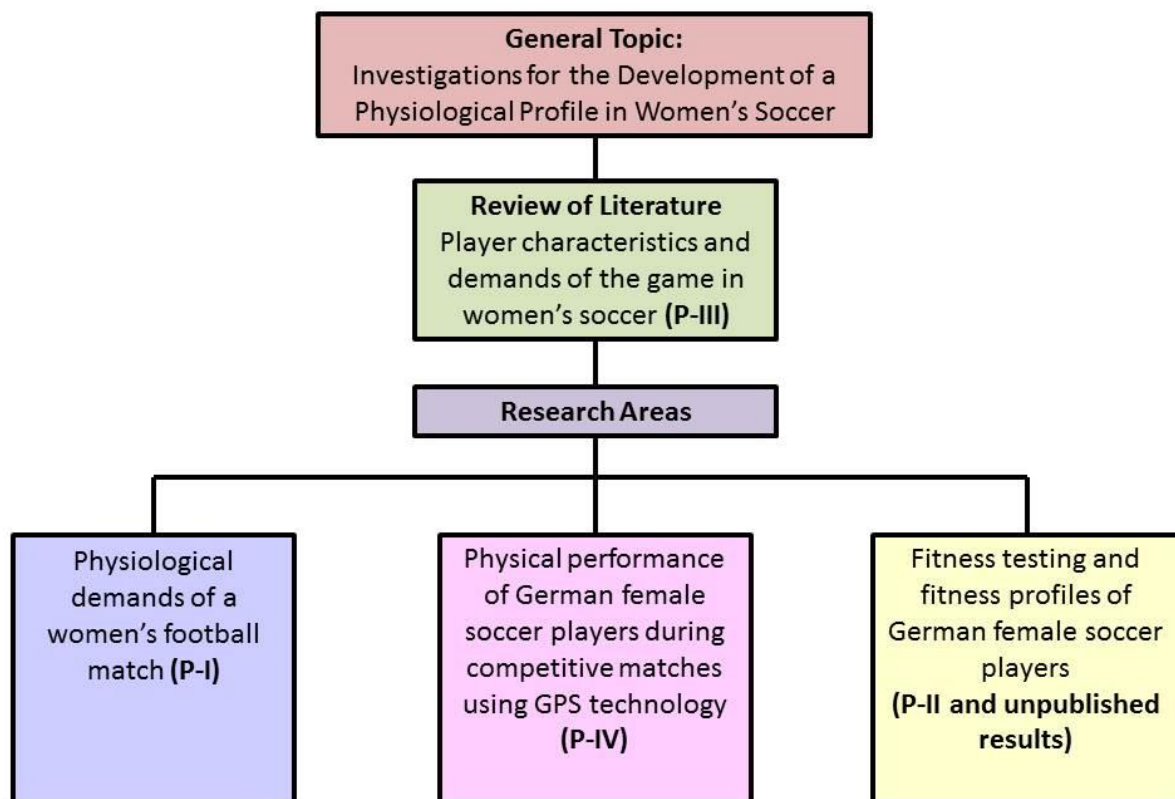 General Topic:
Investigations for the Development of a
Physiological Profile in Women’s Soccer
Review of Literature
Player characteristics and
demands of the game in
women’s soccer (P-III)
Research Areas
Physiological
demands of a
women’s football
match (P-I)
Physical performance
of German female
soccer players during
competitive matches
using GPS technology
(P-IV)
Fitness testing and
fitness profiles of
German female soccer
players
(P-II and unpublished
results)